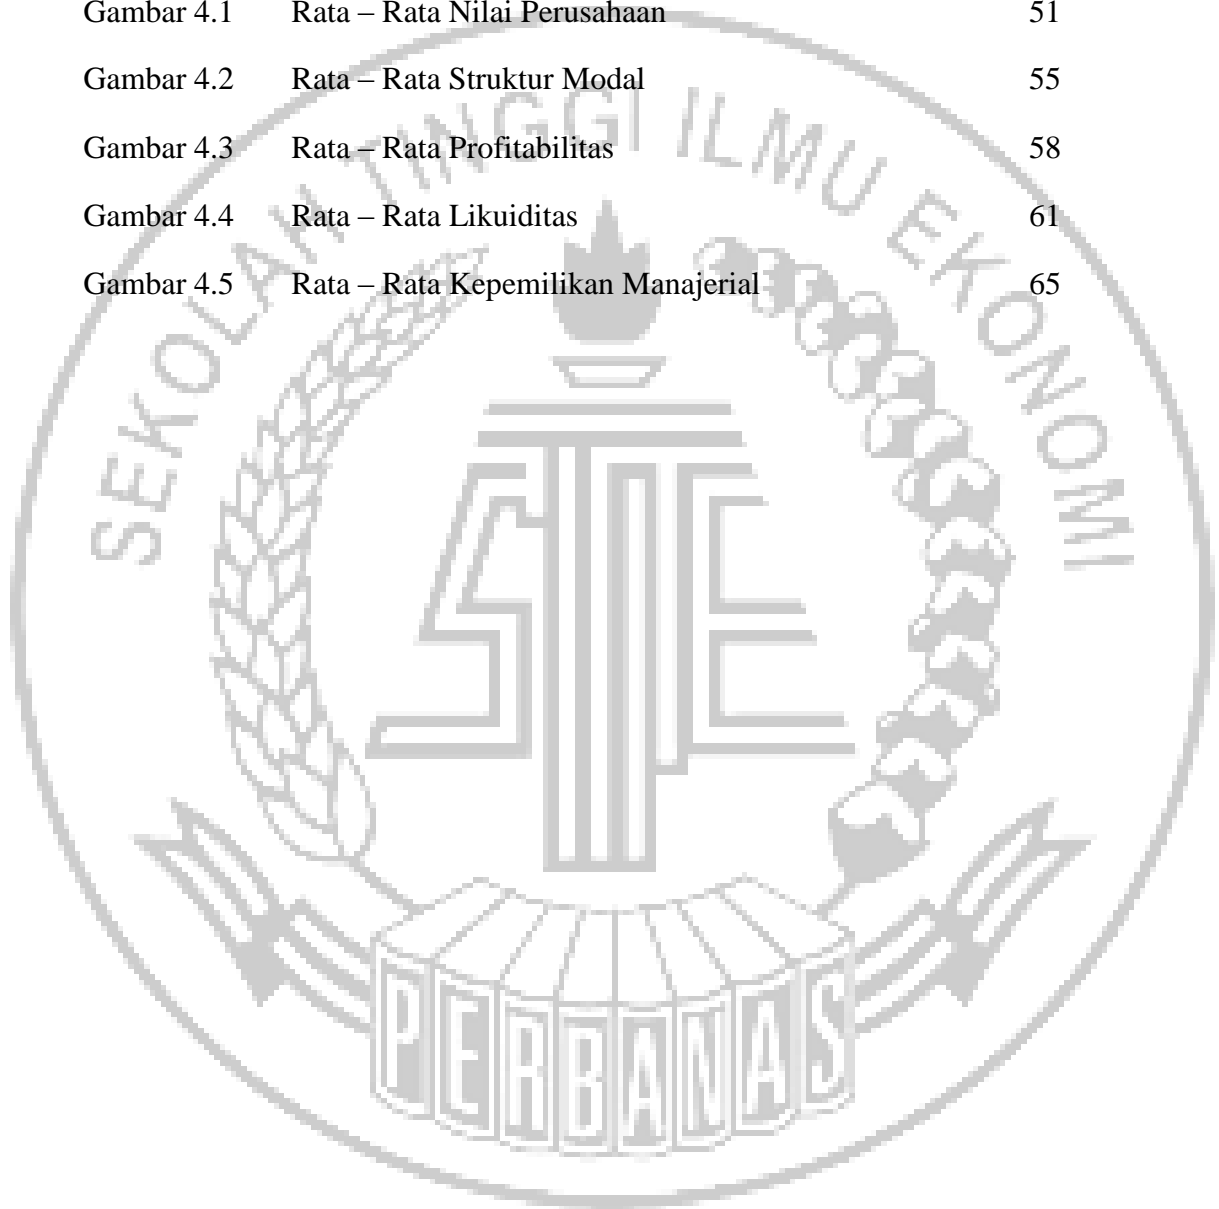 Gambar 4.1 Rata – Rata Nilai Perusahaan 51
Gambar 4.2 Rata – Rata Struktur Modal 55
Gambar 4.3 Rata – Rata Profitabilitas 58
Gambar 4.4 Rata – Rata Likuiditas 61
Gambar 4.5 Rata – Rata Kepemilikan Manajerial 65
SEKOLAH TINGGI ILMU EKONOMI
STIE
PERBANAS